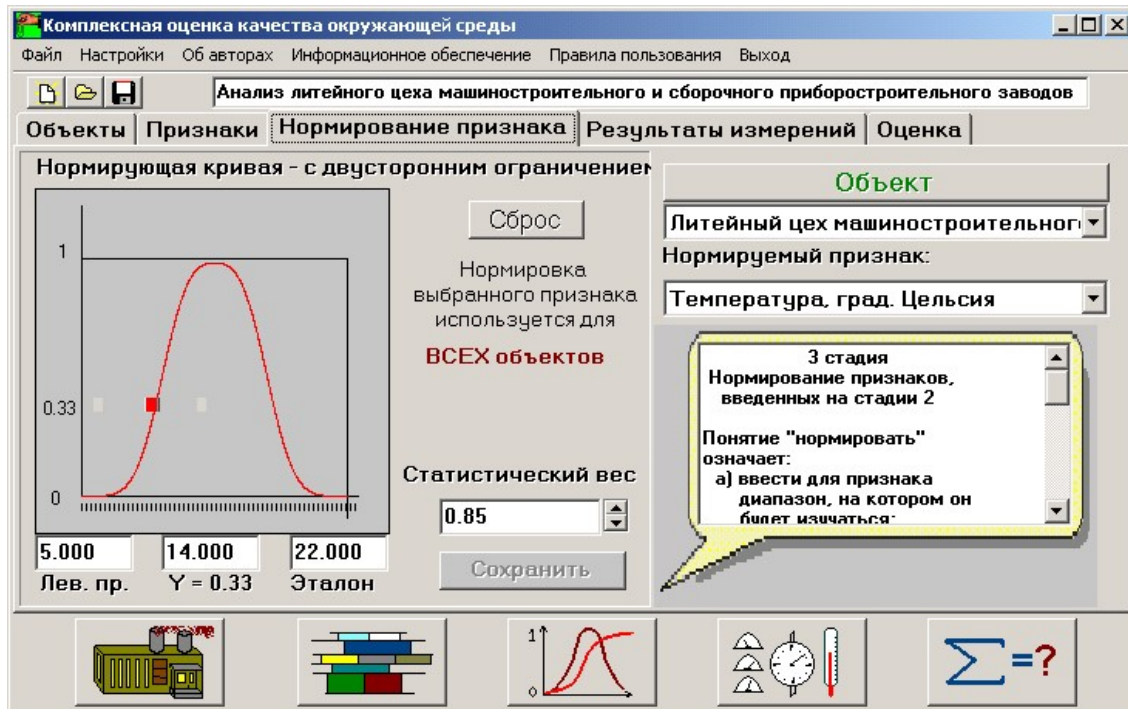 Комплексная оценка качества окружающей среды
Файл Настройки Об авторах Информационное обеспечение Правила пользования Выход
Анализ литейного цеха машиностроительного и сборочного приборостроительного заводов
Объекты Признаки Нормирование признака Результаты измерений Оценка
Нормирующая кривая - с двусторонним ограничением
1
0.33
0
5.000 14.000 22.000
Лев. пр. Y = 0.33 Эталон
Сброс
Нормировка
выбранного признака
используется для
ВСЕХ объектов
Статистический вес
0.85
Сохранить
Объект
Литейный цех машиностроительног
Нормируемый признак:
Температура, град. Цельсия
3 стадия
Нормирование признаков,
введенных на стадии 2
Понятие "нормировать"
означает:
а) ввести для признака
диапазон, на котором он
будет изучаться:
1
0
=?